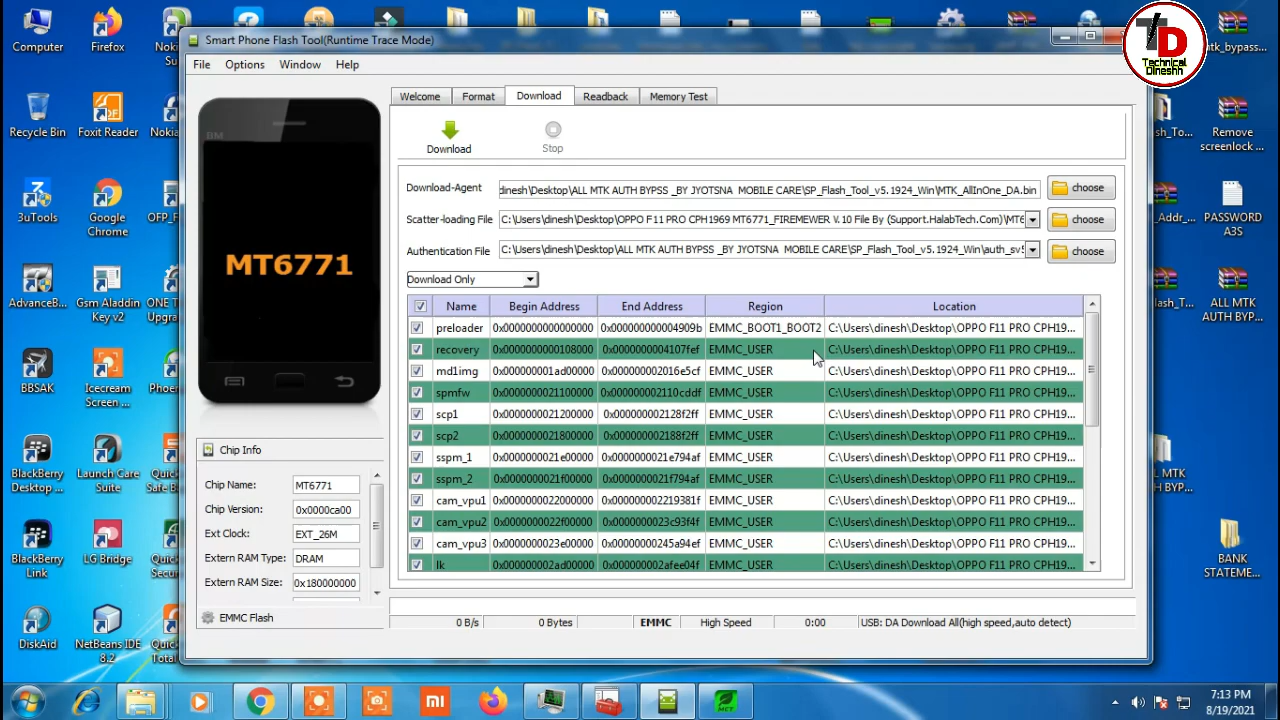 Computer
Firefox
Recycle Bin
Foxit Reader
3uTools
Google
Chrome
AdvanceB...
Gsm Aladdin
Key v2
BBSAK
Icecream
Screen ...
BlackBerry
Desktop ...
Launch Care
Suite
BlackBerry
Link
LG Bridge
DiskAid
NetBeans IDE
8.2
Smart Phone Flash Tool(Runtime Trace Mode)
File Options Window Help
BM
MT6771
Welcome Format Download Readback Memory Test
Download Stop
Download-Agent dinesh\Desktop\ALL MTK AUTH BYPSS _BY JYOTSNA MOBILE CARE\SP_Flash_Tool_v5.1924_Win\MTK_AllInOne_DA.bin choose
Scatter-loading File C:\Users\dinesh\Desktop\OPPO F11 PRO CPH1969 MT6771_FIREMEWER V.10 File By (Support.HalabTech.Com)\MT6 choose
Authentication File C:\Users\dinesh\Desktop\ALL MTK AUTH BYPSS _BY JYOTSNA MOBILE CARE\SP_Flash_Tool_v5.1924_Win\auth_sv5 choose
Download Only
Name Begin Address End Address Region Location
preloader 0x0000000000000000 0x000000000004909b EMMC_BOOT1_BOOT2 C:\Users\dinesh\Desktop\OPPO F11 PRO CPH19...
recovery 0x0000000000108000 0x0000000004107fef EMMC_USER C:\Users\dinesh\Desktop\OPPO F11 PRO CPH19...
md1img 0x000000001ad00000 0x000000002016e5cf EMMC_USER C:\Users\dinesh\Desktop\OPPO F11 PRO CPH19...
spmfw 0x0000000021100000 0x000000002110cddf EMMC_USER C:\Users\dinesh\Desktop\OPPO F11 PRO CPH19...
scp1 0x0000000021200000 0x000000002128f2ff EMMC_USER C:\Users\dinesh\Desktop\OPPO F11 PRO CPH19...
scp2 0x0000000021800000 0x000000002188f2ff EMMC_USER C:\Users\dinesh\Desktop\OPPO F11 PRO CPH19...
sspm_1 0x0000000021e00000 0x0000000021e794af EMMC_USER C:\Users\dinesh\Desktop\OPPO F11 PRO CPH19...
sspm_2 0x0000000021f00000 0x0000000021f794af EMMC_USER C:\Users\dinesh\Desktop\OPPO F11 PRO CPH19...
cam_vpu1 0x0000000022000000 0x000000002219381f EMMC_USER C:\Users\dinesh\Desktop\OPPO F11 PRO CPH19...
cam_vpu2 0x0000000022f00000 0x0000000023c93f4f EMMC_USER C:\Users\dinesh\Desktop\OPPO F11 PRO CPH19...
cam_vpu3 0x0000000023e00000 0x00000000245a94ef EMMC_USER C:\Users\dinesh\Desktop\OPPO F11 PRO CPH19...
lk 0x000000002ad00000 0x000000002afee04f EMMC_USER C:\Users\dinesh\Desktop\OPPO F11 PRO CPH19...
Chip Info
Chip Name: MT6771
Chip Version: 0x0000ca00
Ext Clock: EXT_26M
Extern RAM Type: DRAM
Extern RAM Size: 0x180000000
EMMC Flash
0 B/s 0 Bytes EMMC High Speed 0:00 USB: DA Download All(high speed,auto detect)
TD
Technical
Dineshh
Remove
screenlock ...
PASSWORD
A3S
ALL MTK
AUTH BYP...
BANK
STATEME...
7:13 PM
8/19/2021